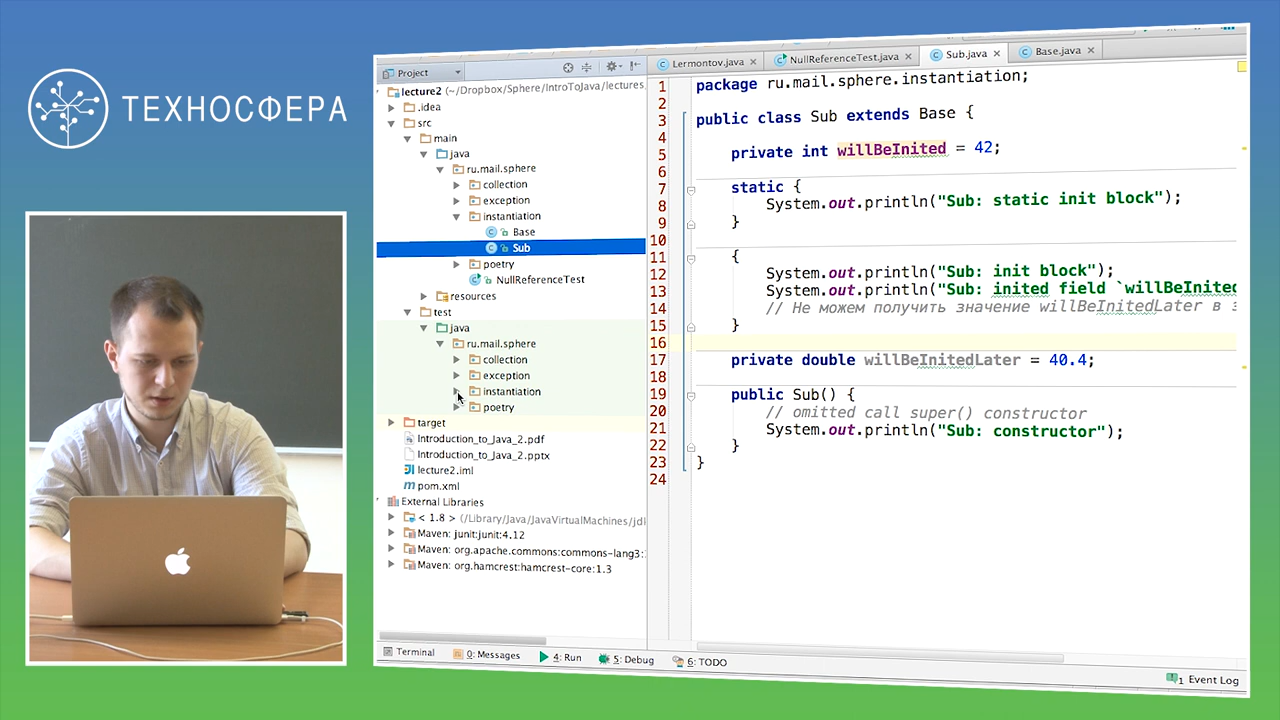 ТЕХНОСФЕРА
Project
lecture2 (~/Dropbox/Sphere/IntroToJava/lectures,
.idea
src
main
java
ru.mail.sphere
collection
exception
instantiation
Base
Sub
poetry
NullReferenceTest
resources
test
java
ru.mail.sphere
collection
exception
instantiation
poetry
target
Introduction_to_Java_2.pdf
Introduction_to_Java_2.pptx
lecture2.iml
pom.xml
External Libraries
< 1.8 > (/Library/Java/JavaVirtualMachines/jdk
Maven: junit:junit:4.12
Maven: org.apache.commons:commons-lang3:
Maven: org.hamcrest:hamcrest-core:1.3
Lermontov.java NullReferenceTest.java Sub.java Base.java
1 package ru.mail.sphere.instantiation;
2
3 public class Sub extends Base {
4
5 private int willBeInited = 42;
6
7 static {
8 System.out.println("Sub: static init block");
9 }
10
11 {
12 System.out.println("Sub: init block");
13 System.out.println("Sub: inited field `willBeInited
14 // Не можем получить значение willBeInitedLater в э
15 }
16
17 private double willBeInitedLater = 40.4;
18
19 public Sub() {
20 // omitted call super() constructor
21 System.out.println("Sub: constructor");
22 }
23 }
24
Terminal 0: Messages 4: Run 5: Debug 6: TODO 1 Event Log